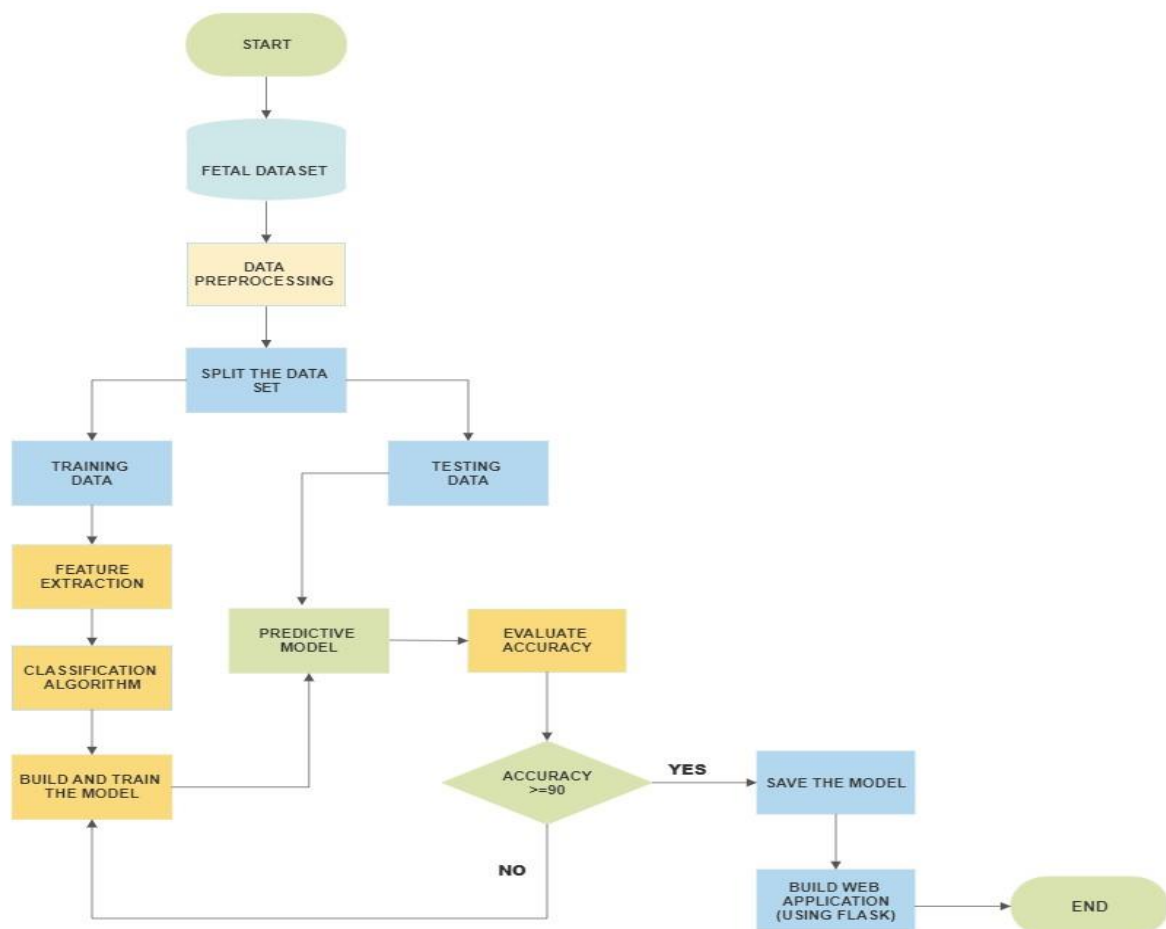 START
FETAL DATASET
DATA
PREPROCESSING
SPLIT THE DATA
SET
TRAINING
DATA
TESTING
DATA
FEATURE
EXTRACTION
CLASSIFICATION
ALGORITHM
BUILD AND TRAIN
THE MODEL
PREDICTIVE
MODEL
EVALUATE
ACCURACY
ACCURACY
>=90
YES
NO
SAVE THE MODEL
BUILD WEB
APPLICATION
(USING FLASK)
END